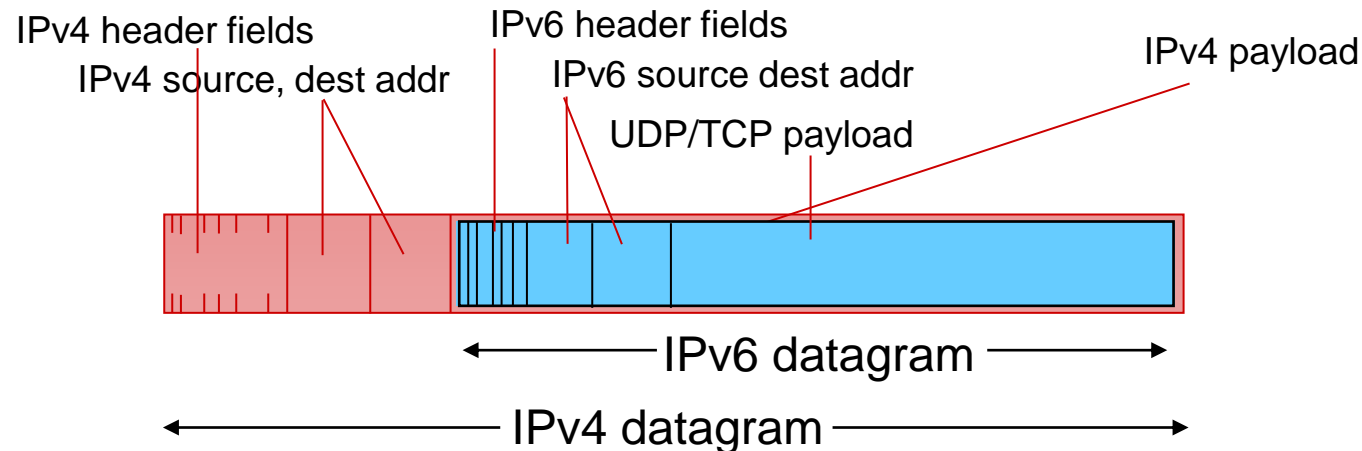 IPv4 header fields
IPv6 header fields
IPv4 payload
IPv4 source, dest addr
IPv6 source dest addr
UDP/TCP payload
IPv6 datagram
IPv4 datagram